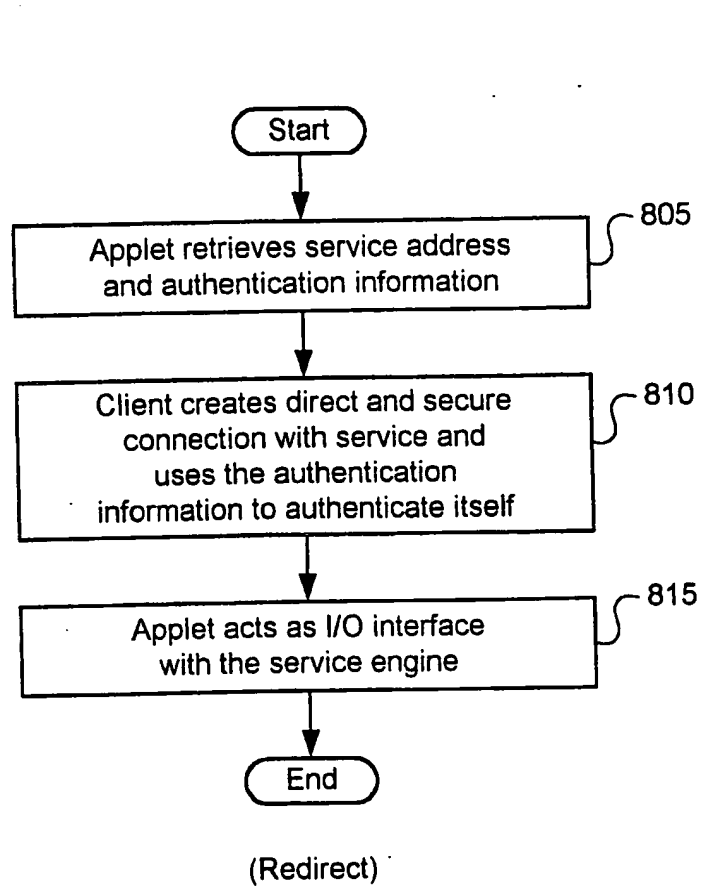 Start
Applet retrieves service address
and authentication information
805
Client creates direct and secure
connection with service and
uses the authentication
information to authenticate itself
810
Applet acts as I/O interface
with the service engine
815
End
(Redirect)